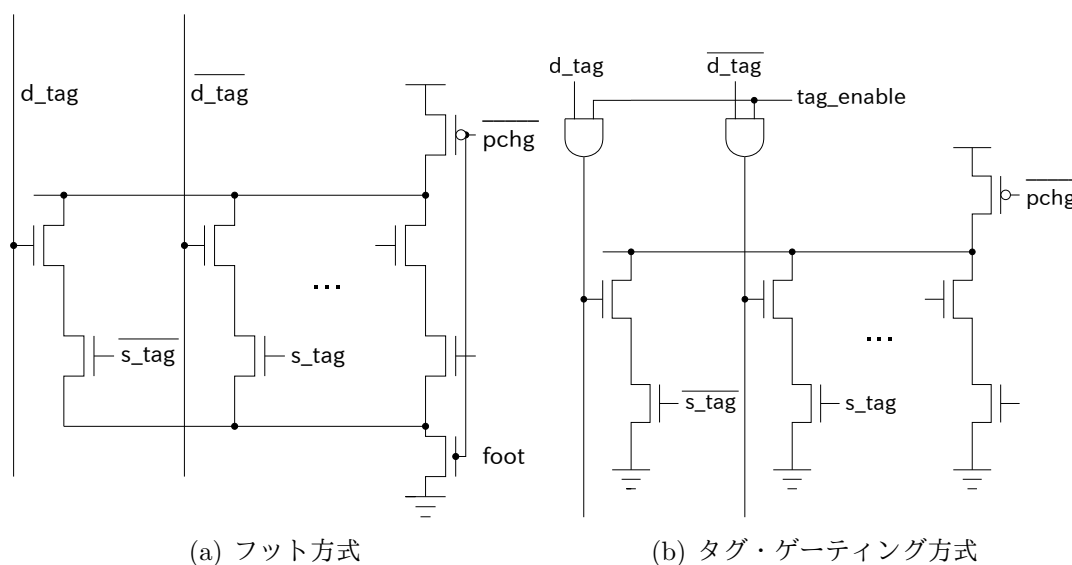 d_tag
d_tag
pchg
s_tag
s_tag
...
foot
(a) フット方式
d_tag
d_tag
tag_enable
pchg
s_tag
s_tag
...
(b) タグ・ゲーティング方式